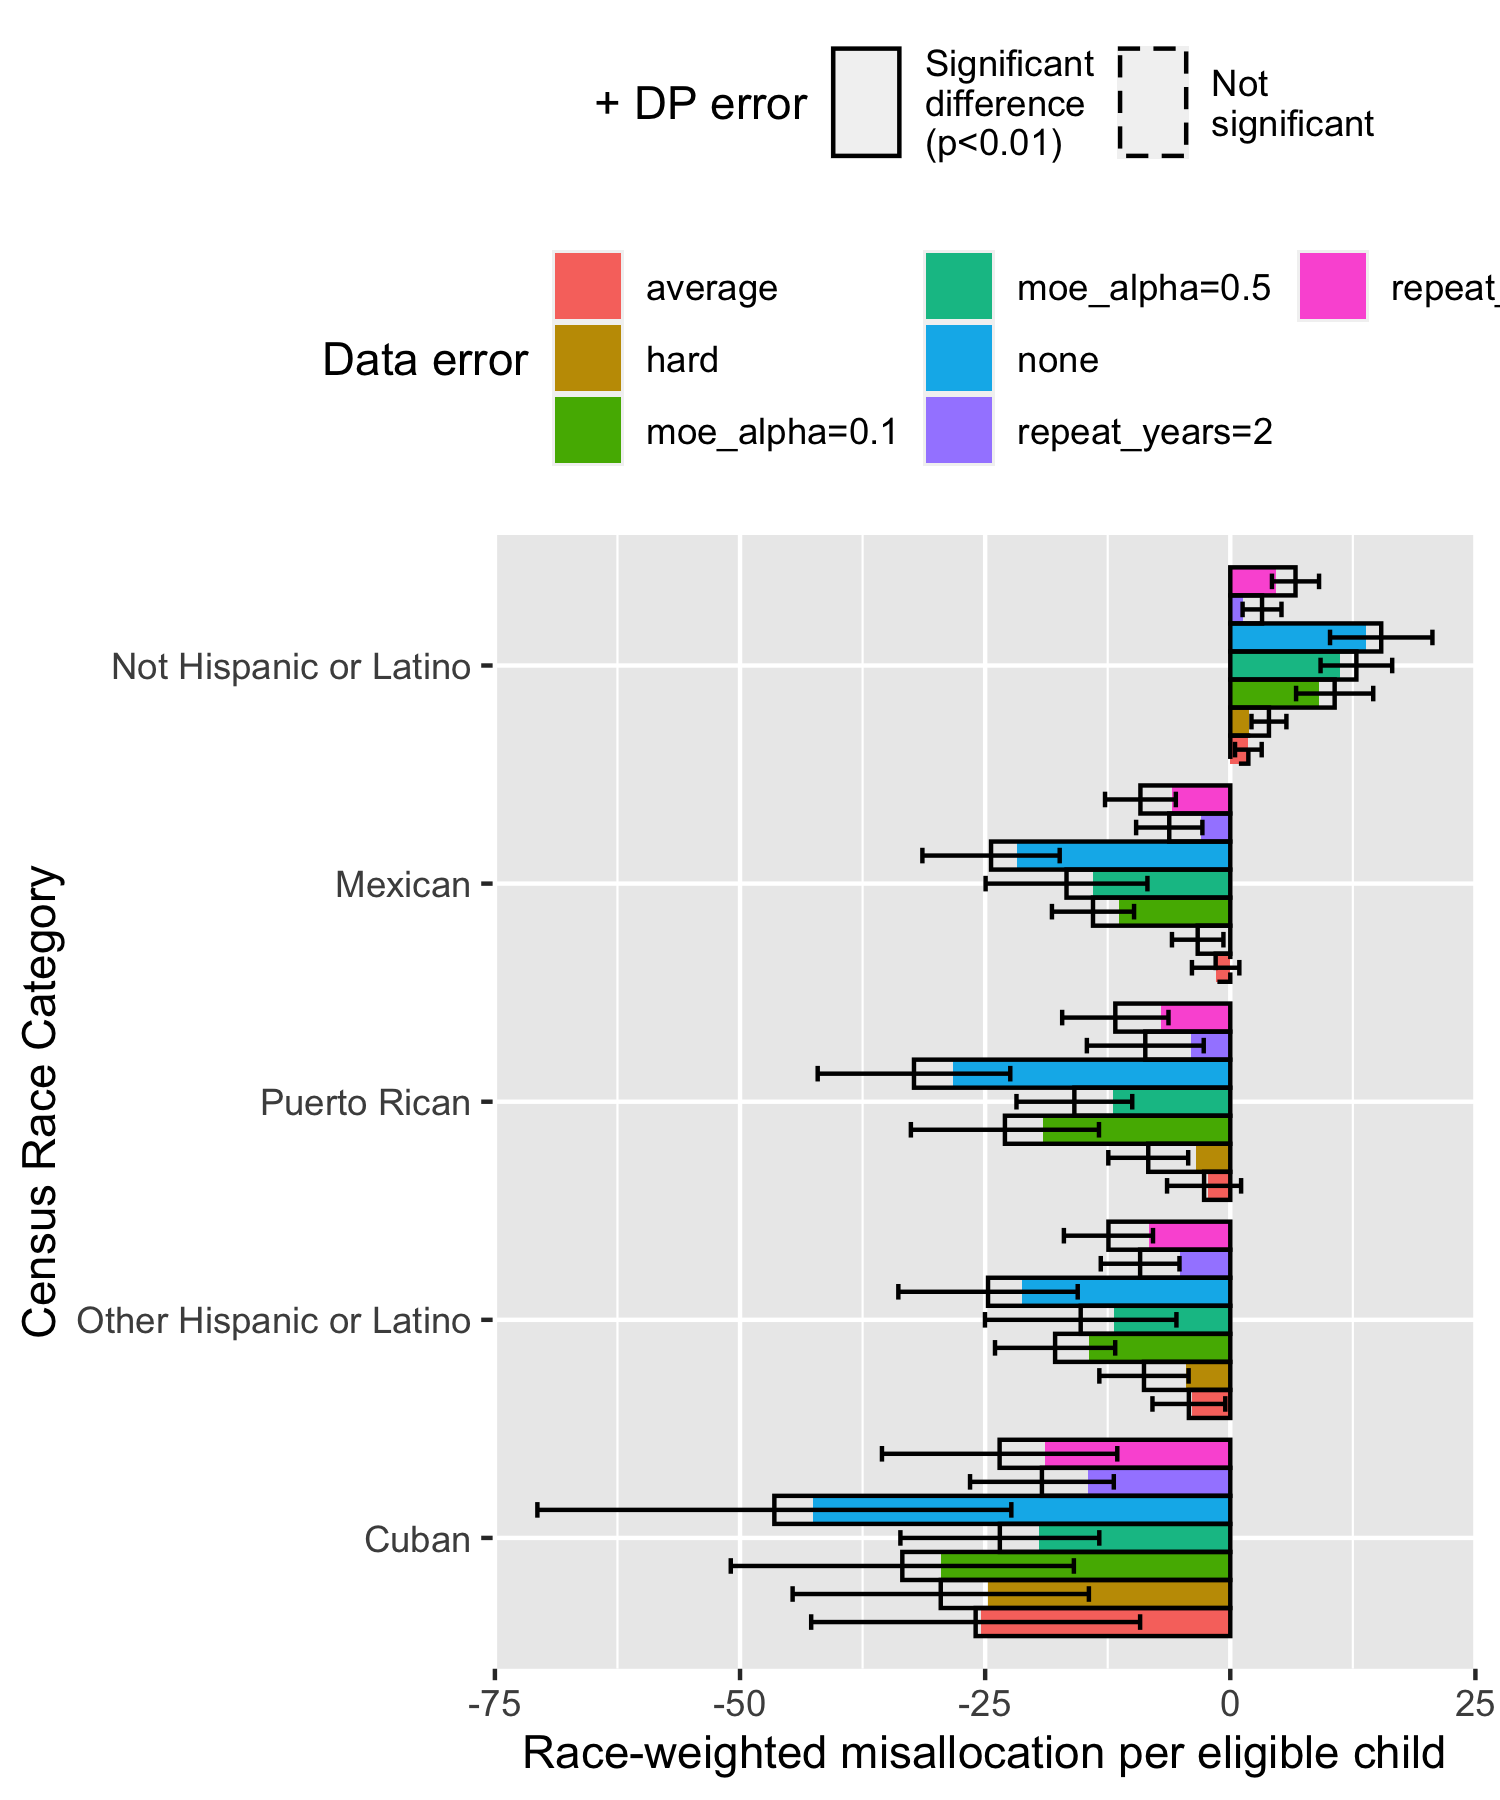 + DP error
Significant
difference
(p<0.01)
Not
significant
Data error
average
hard
moe_alpha=0.1
moe_alpha=0.5
none
repeat_years=2
repeat_
Census Race Category
Not Hispanic or Latino
Mexican
Puerto Rican
Other Hispanic or Latino
Cuban
-75 -50 -25 0 25
Race-weighted misallocation per eligible child